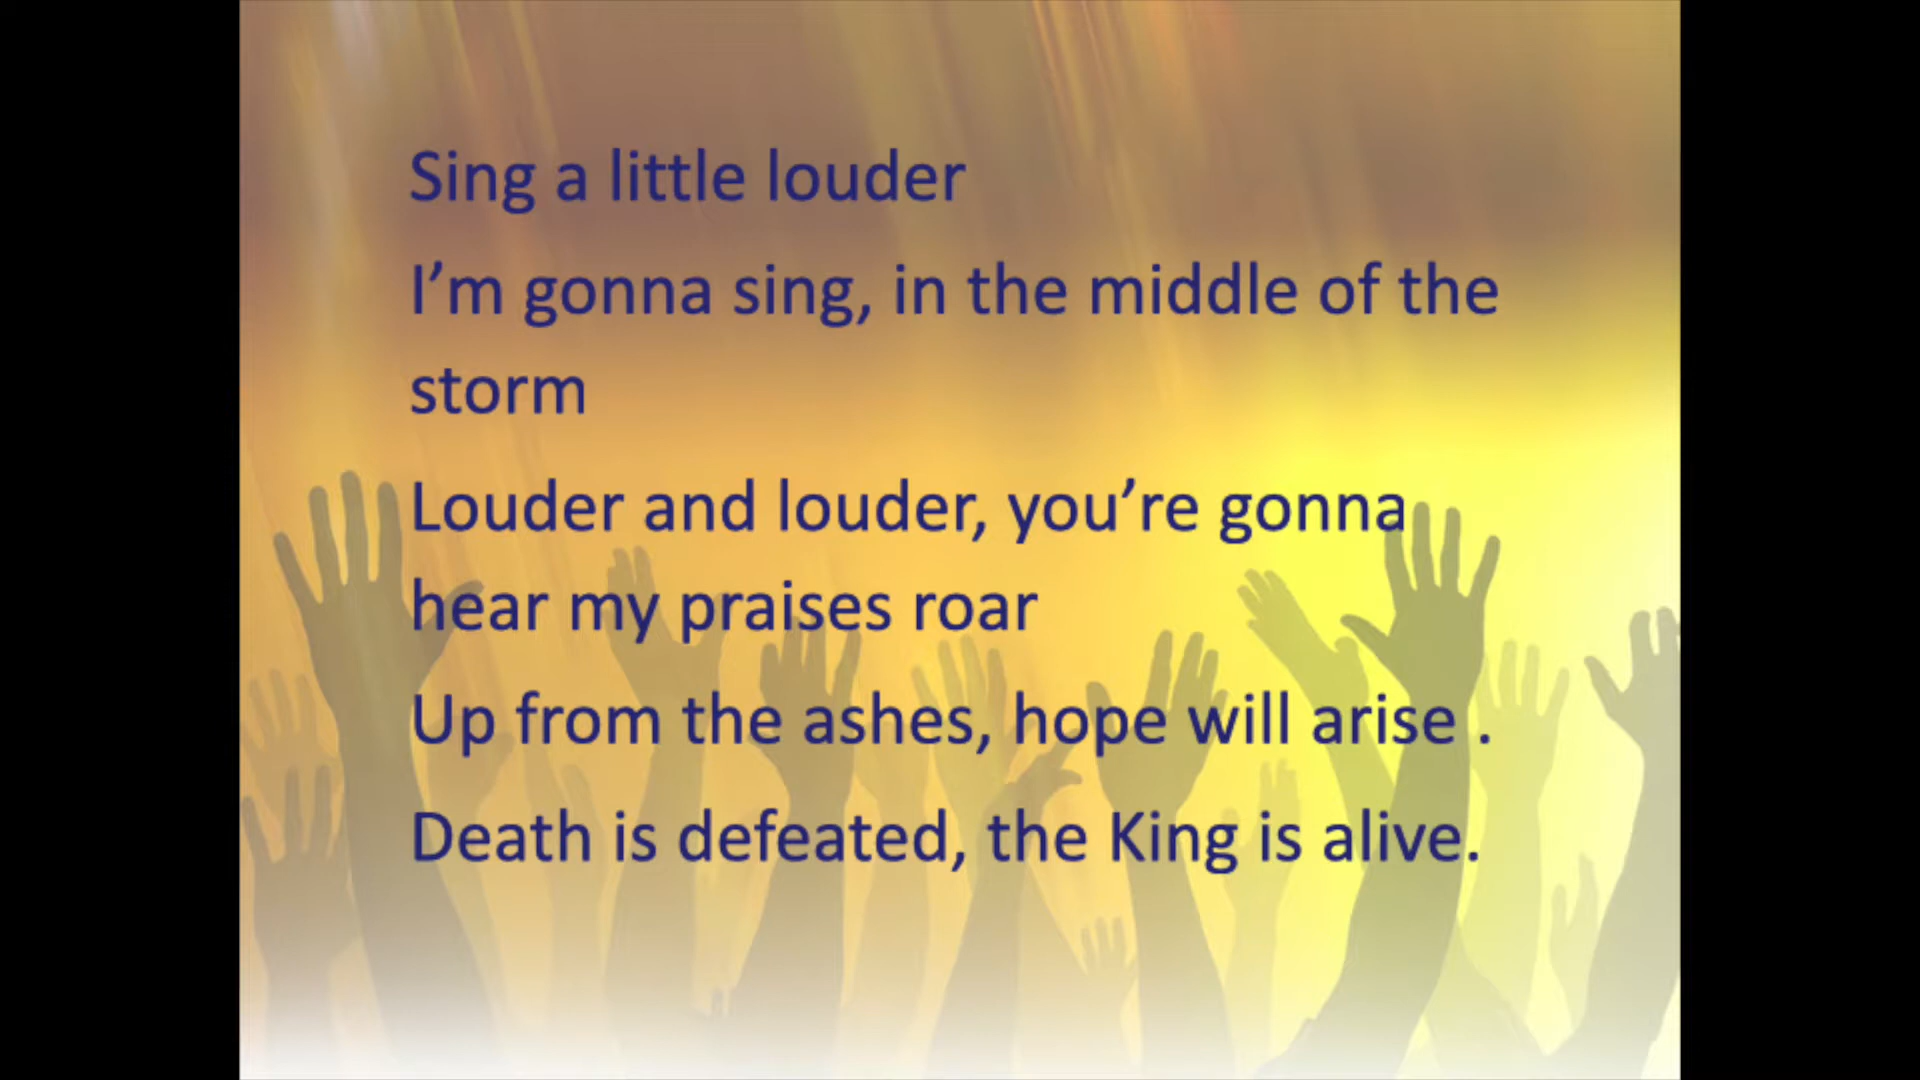 Sing a little louder
I’m gonna sing, in the middle of the
storm
Louder and louder, you’re gonna
hear my praises roar
Up from the ashes, hope will arise .
Death is defeated, the King is alive.